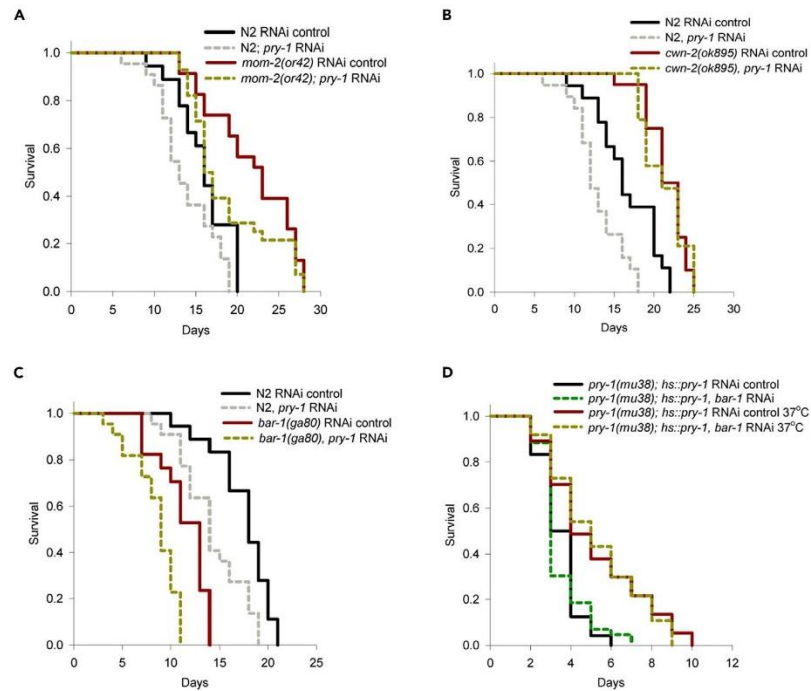 A
N2 RNAi control
N2; pry-1 RNAi
mom-2(or42) RNAi control
mom-2(or42); pry-1 RNAi
1.0
0.8
0.6
0.4
0.2
0.0
Survival
0 5 10 15 20 25 30
Days
B
N2 RNAi control
N2, pry-1 RNAi
cwn-2(ok895) RNAi control
cwn-2(ok895), pry-1 RNAi
1.0
0.8
0.6
0.4
0.2
0.0
Survival
0 5 10 15 20 25 30
Days
C
N2 RNAi control
N2, pry-1 RNAi
bar-1(ga80) RNAi control
bar-1(ga80), pry-1 RNAi
1.0
0.8
0.6
0.4
0.2
0.0
Survival
0 5 10 15 20 25
Days
D
pry-1(mu38); hs::pry-1 RNAi control
pry-1(mu38); hs::pry-1, bar-1 RNAi
pry-1(mu38); hs::pry-1 RNAi control 37°C
pry-1(mu38); hs::pry-1, bar-1 RNAi 37°C
1.0
0.8
0.6
0.4
0.2
0.0
Survival
0 2 4 6 8 10 12
Days